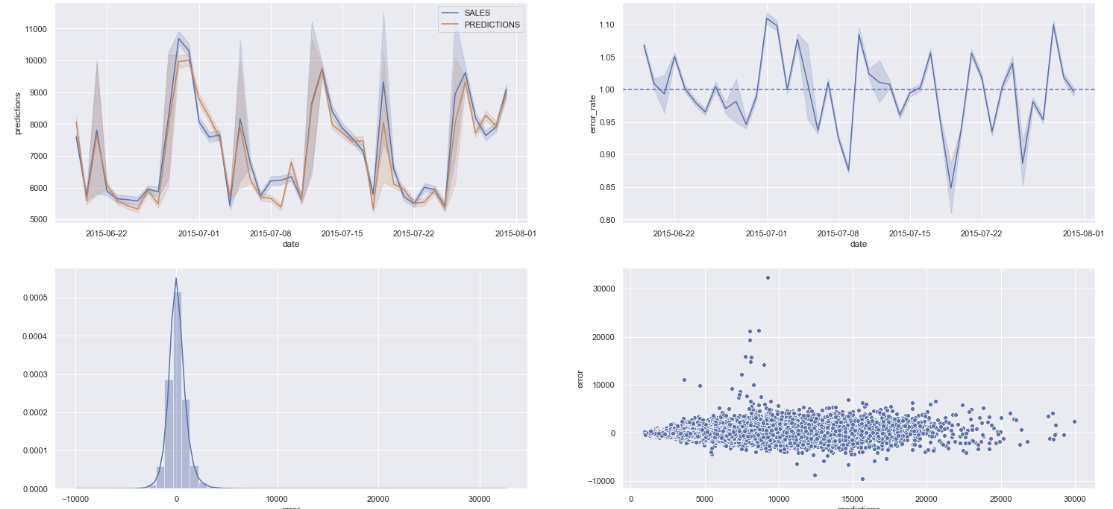 SALES
PREDICTIONS
11000
10000
9000
8000
7000
6000
5000
predictions
2015-06-22 2015-07-01 2015-07-08 2015-07-15 2015-07-22 2015-08-01
date
1.10
1.05
1.00
0.95
0.90
0.85
0.80
error_rate
2015-06-22 2015-07-01 2015-07-08 2015-07-15 2015-07-22 2015-08-01
date
0.0005
0.0004
0.0003
0.0002
0.0001
0.0000
−10000 0 10000 20000 30000
error
30000
20000
10000
0
−10000
error
0 5000 10000 15000 20000 25000 30000
predictions